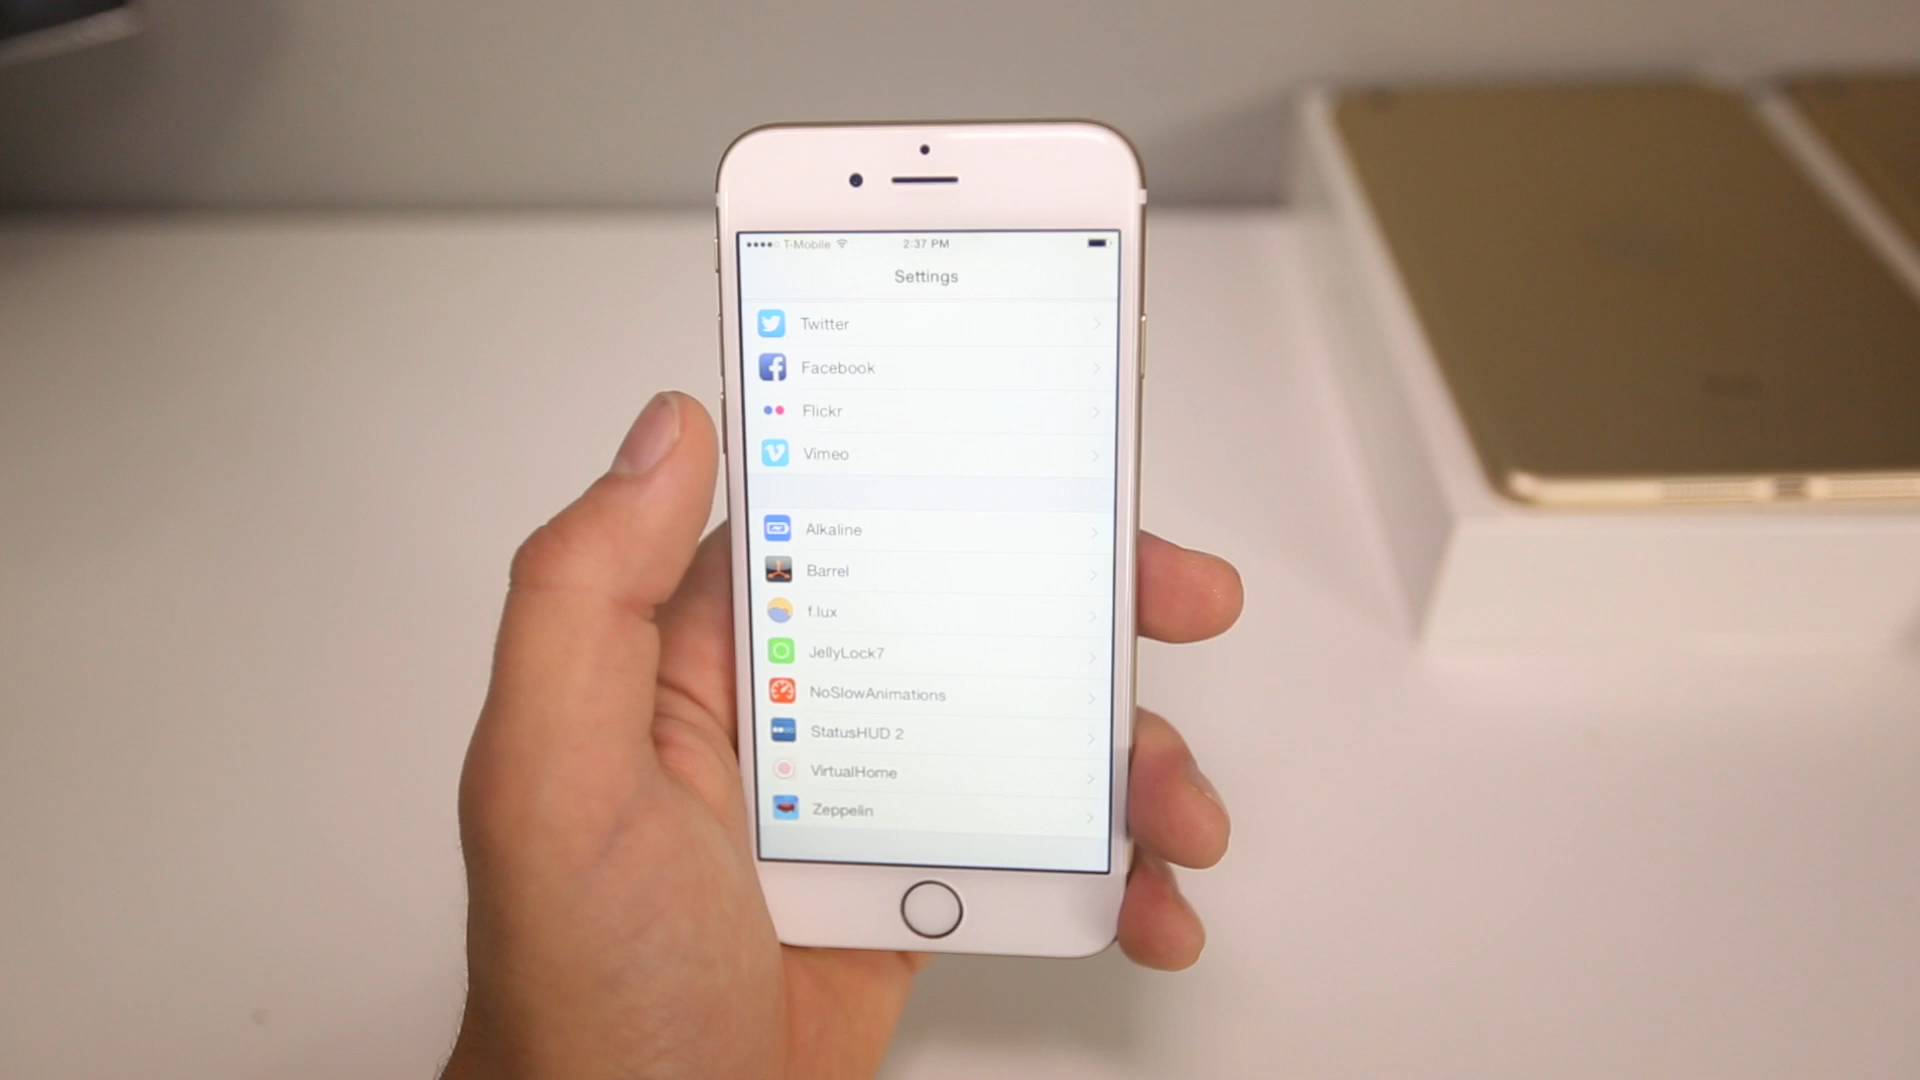 T-Mobile 2:37 PM
Settings
Twitter
Facebook
Flickr
Vimeo
Alkaline
Barrel
f.lux
JellyLock7
NoSlowAnimations
StatusHUD 2
VirtualHome
Zeppelin